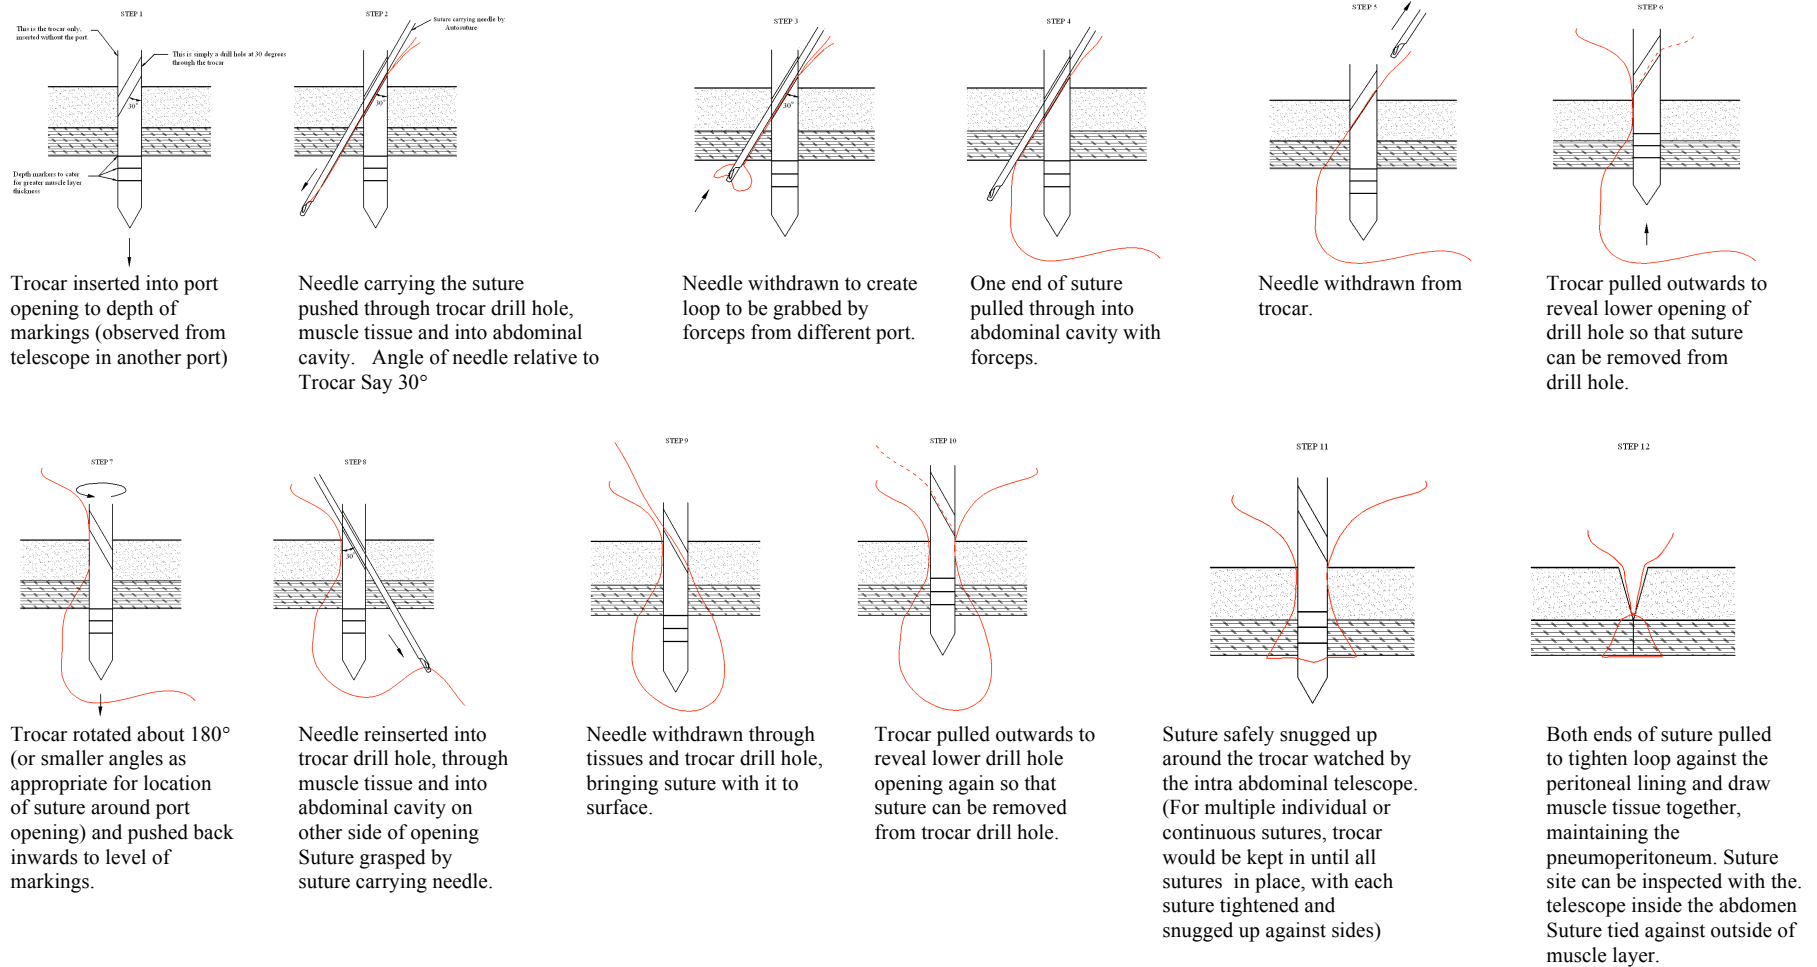 STEP 1
This is the trocar only,
inserted without the port.
This is simply a drill hole at 30 degrees
through the trocar
30°
Depth markers to cater
for greater muscle layer
thickness
Trocar inserted into port
opening to depth of
markings (observed from
telescope in another port)
STEP 2
Suture carrying needle by
Autosuture
30°
Needle carrying the suture
pushed through trocar drill hole,
muscle tissue and into abdominal
cavity. Angle of needle relative to
Trocar Say 30°
STEP 3
30°
Needle withdrawn to create
loop to be grabbed by
forceps from different port.
STEP 4
One end of suture
pulled through into
abdominal cavity with
forceps.
STEP 5
Needle withdrawn from
trocar.
STEP 6
Trocar pulled outwards to
reveal lower opening of
drill hole so that suture
can be removed from
drill hole.
STEP 7
Trocar rotated about 180°
(or smaller angles as
appropriate for location
of suture around port
opening) and pushed back
inwards to level of
markings.
STEP 8
30°
Needle reinserted into
trocar drill hole, through
muscle tissue and into
abdominal cavity on
other side of opening
Suture grasped by
suture carrying needle.
STEP 9
Needle withdrawn through
tissues and trocar drill hole,
bringing suture with it to
surface.
STEP 10
Trocar pulled outwards to
reveal lower drill hole
opening again so that
suture can be removed
from trocar drill hole.
STEP 11
Suture safely snugged up
around the trocar watched by
the intra abdominal telescope.
(For multiple individual or
continuous sutures, trocar
would be kept in until all
sutures in place, with each
suture tightened and
snugged up against sides)
STEP 12
Both ends of suture pulled
to tighten loop against the
peritoneal lining and draw
muscle tissue together,
maintaining the
pneumoperitoneum. Suture
site can be inspected with the.
telescope inside the abdomen
Suture tied against outside of
muscle layer.